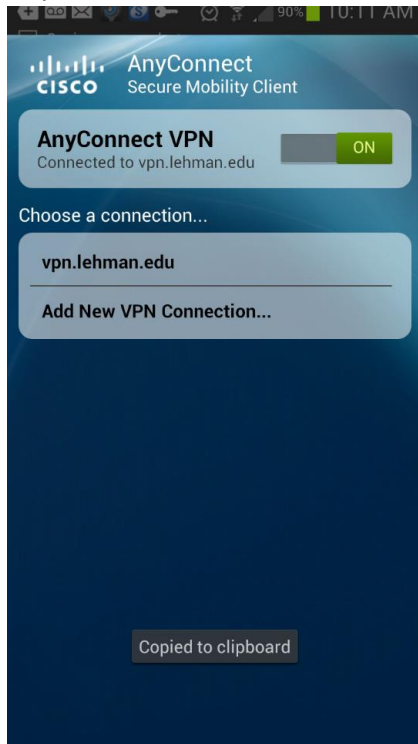 90% 10:11 AM
AnyConnect
CISCO Secure Mobility Client
AnyConnect VPN
Connected to vpn.lehman.edu
ON
Choose a connection...
vpn.lehman.edu
Add New VPN Connection...
Copied to clipboard